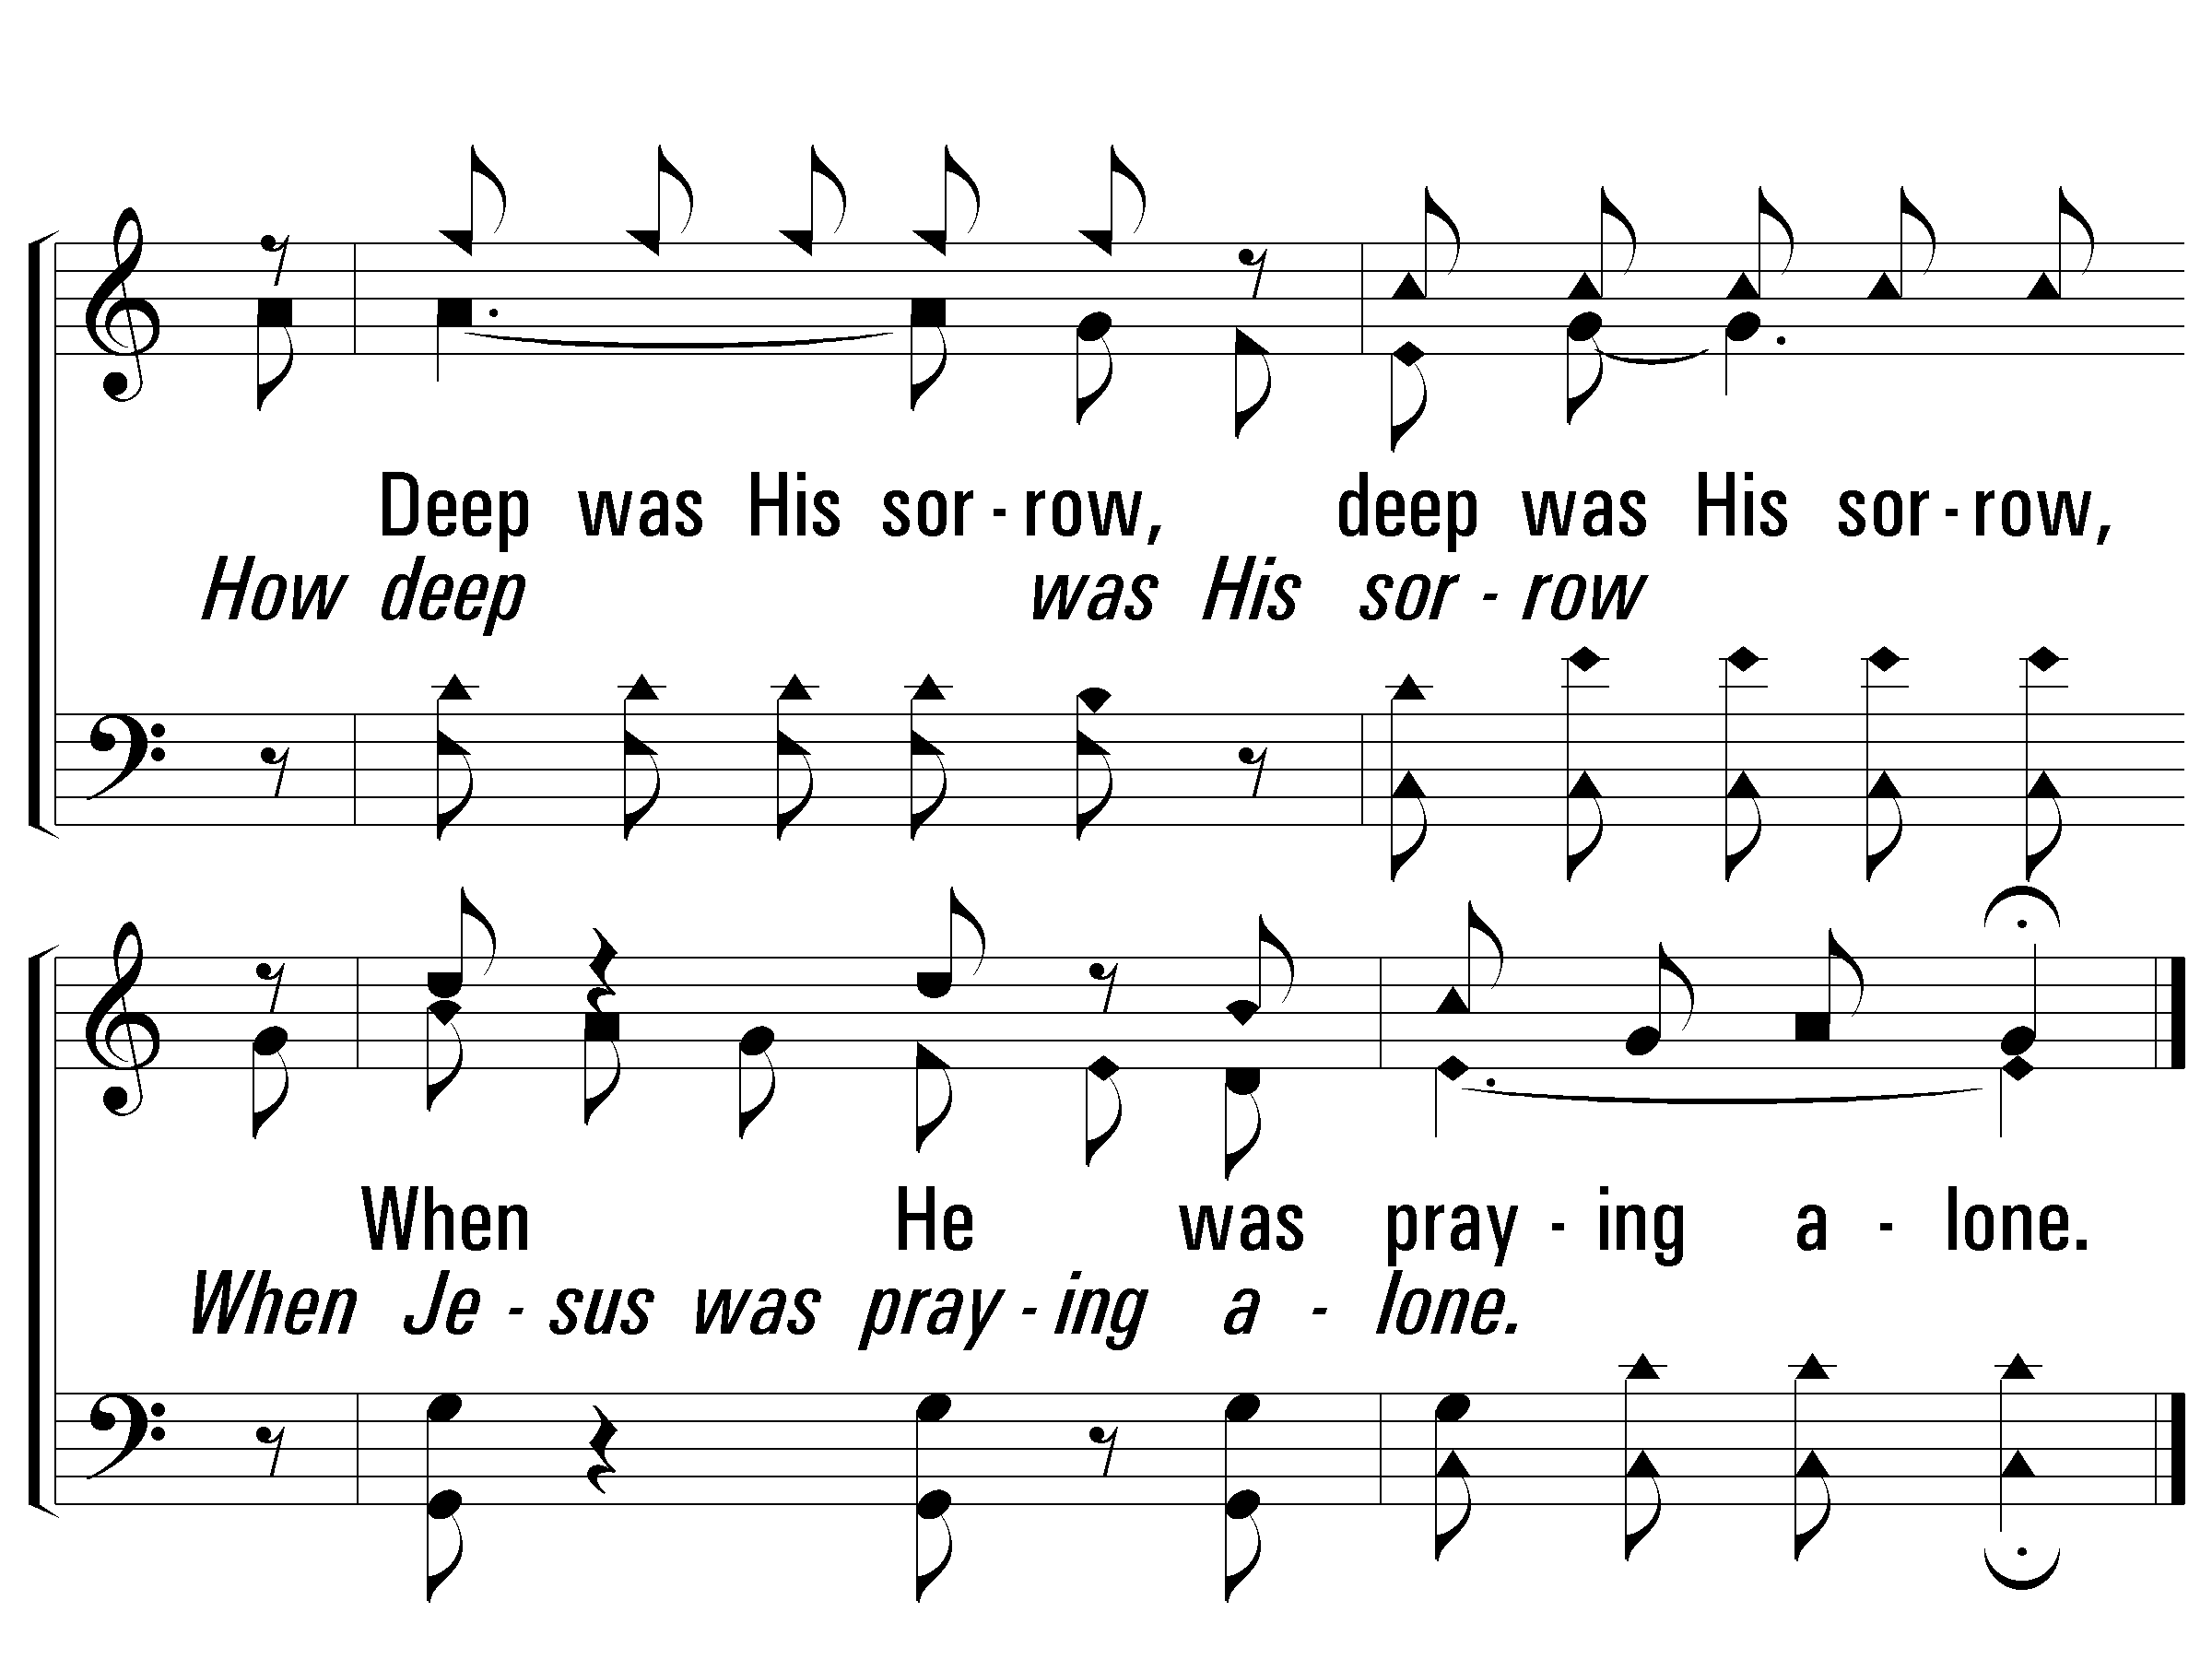 Deep was His sor - row, deep was His sor - row,
How deep was His sor - row
When He was pray - ing a - lone.
When Je - sus was pray - ing a - lone.